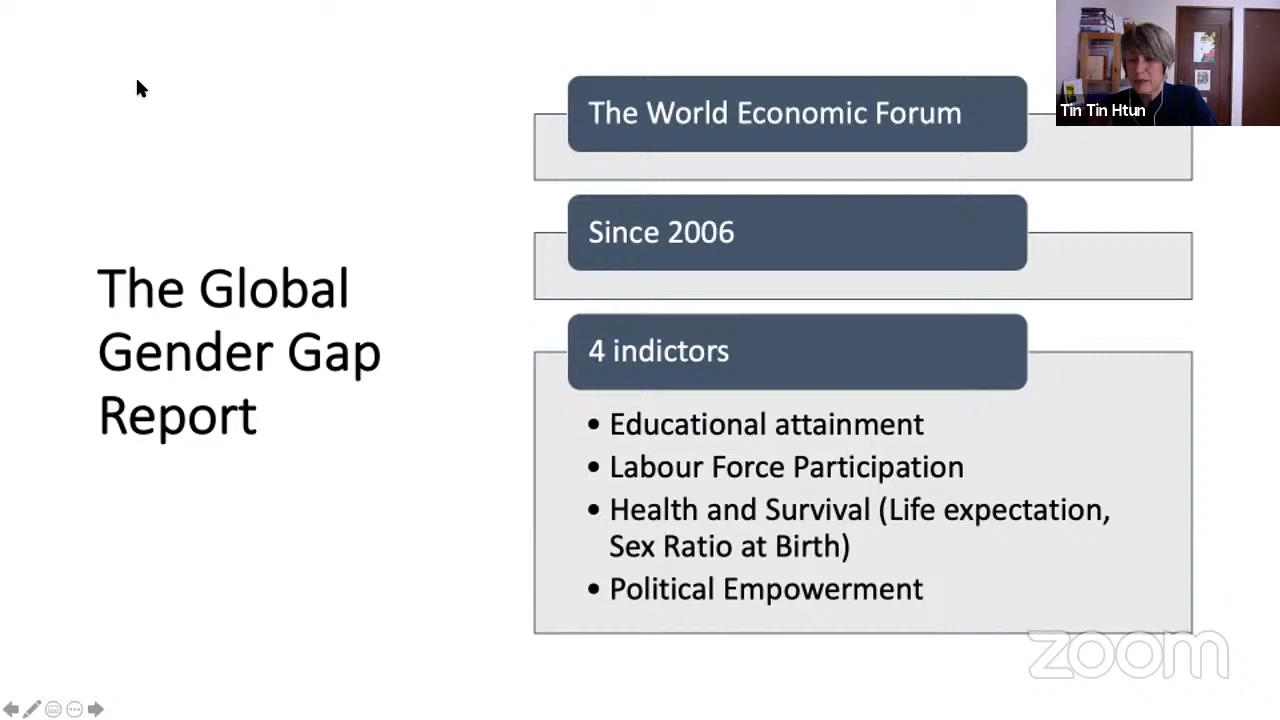 The World Economic Forum
Tin Tin Htun
Since 2006
The Global
Gender Gap
Report
4 indictors
• Educational attainment
• Labour Force Participation
• Health and Survival (Life expectation,
Sex Ratio at Birth)
• Political Empowerment
zoom